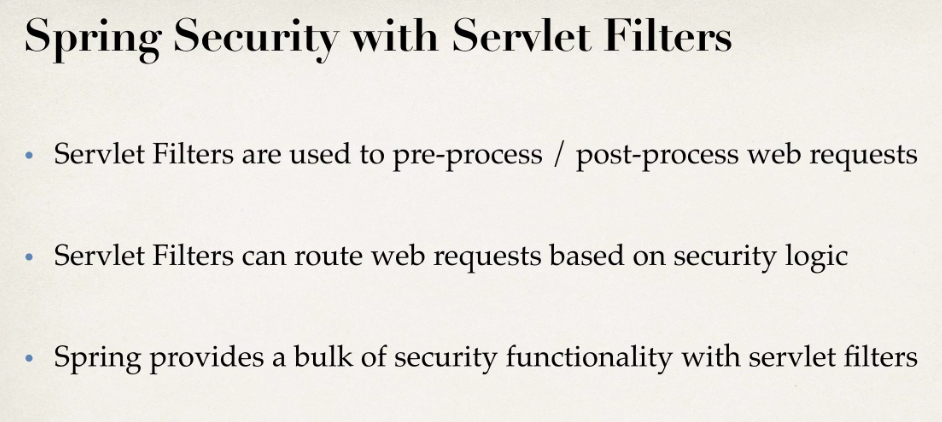 Spring Security with Servlet Filters
• Servlet Filters are used to pre-process / post-process web requests
• Servlet Filters can route web requests based on security logic
• Spring provides a bulk of security functionality with servlet filters